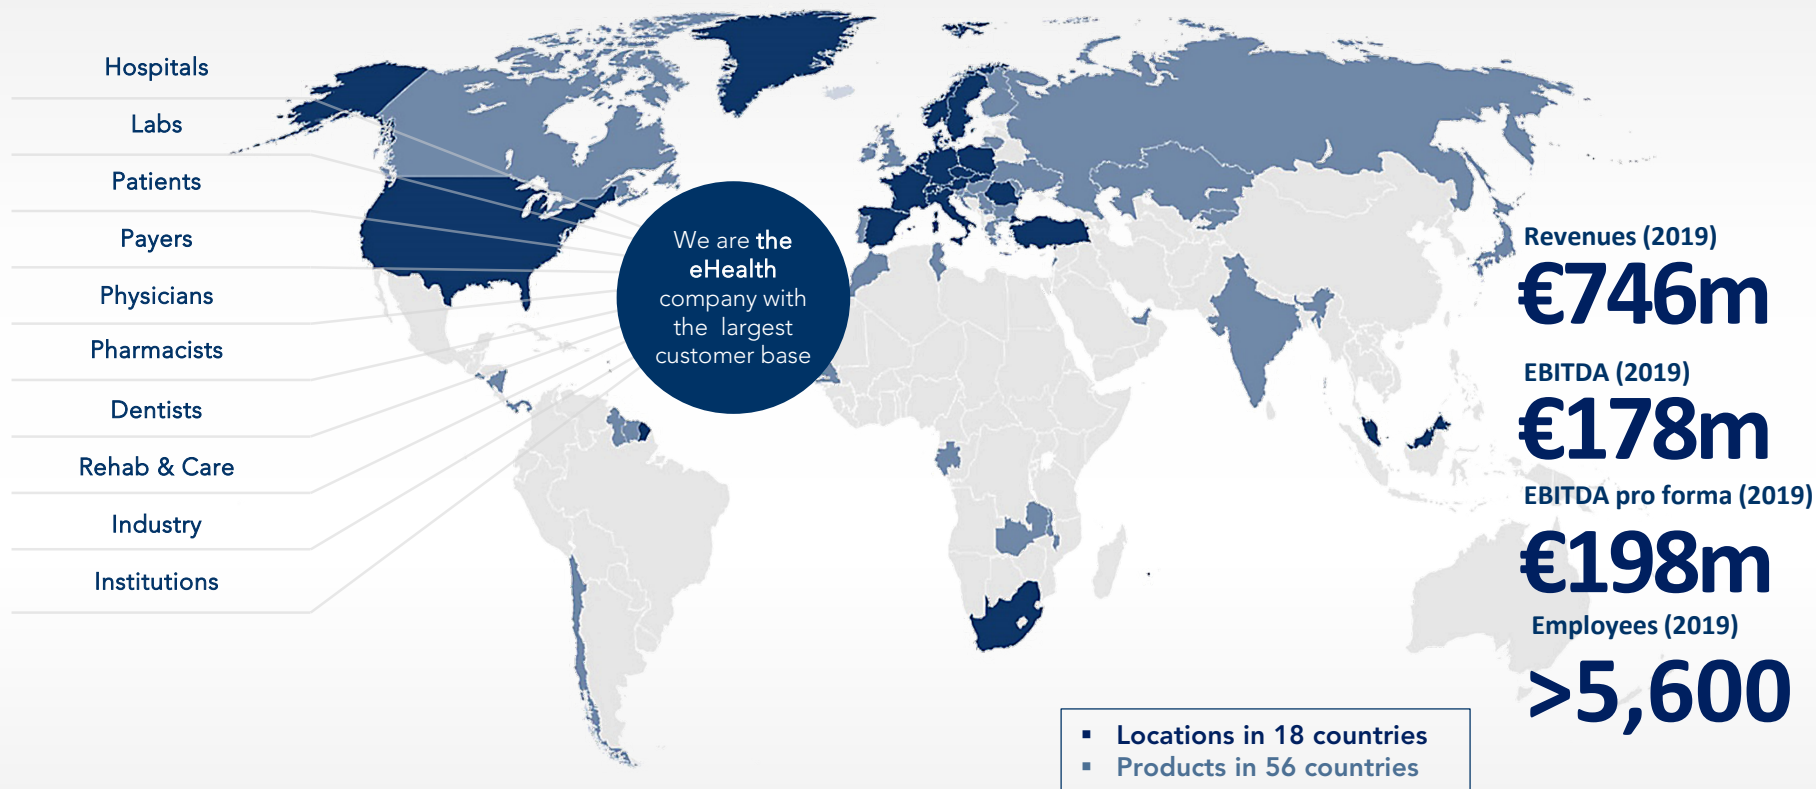 Hospitals
Labs
Patients
Payers
Physicians
Pharmacists
Dentists
Rehab & Care
Industry
Institutions
We are the
eHealth
company with
the largest
customer base
Revenues (2019)
€746m
EBITDA (2019)
€178m
EBITDA pro forma (2019)
€198m
Employees (2019)
>5,600
▪ Locations in 18 countries
▪ Products in 56 countries